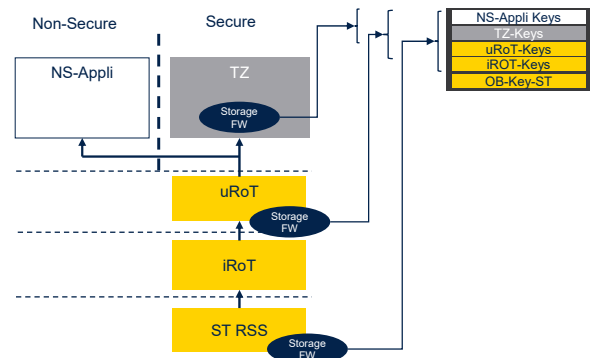 Non-Secure
Secure
NS-Appli
TZ
Storage
FW
uRoT
Storage
FW
iRoT
ST RSS
Storage
FW
NS-Appli Keys
TZ-Keys
uRoT-Keys
iROT-Keys
OB-Key-ST